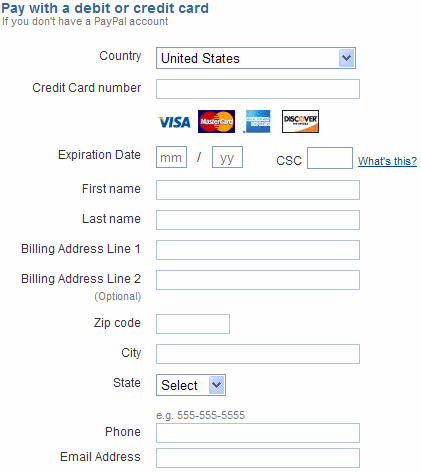 Pay with a debit or credit card
If you don't have a PayPal account
Country United States
Credit Card number
VISA MasterCard DISCOVER
Expiration Date mm / yy CSC What's this?
First name
Last name
Billing Address Line 1
Billing Address Line 2
(Optional)
Zip code
City
State Select
e.g. 555-555-5555
Phone
Email Address